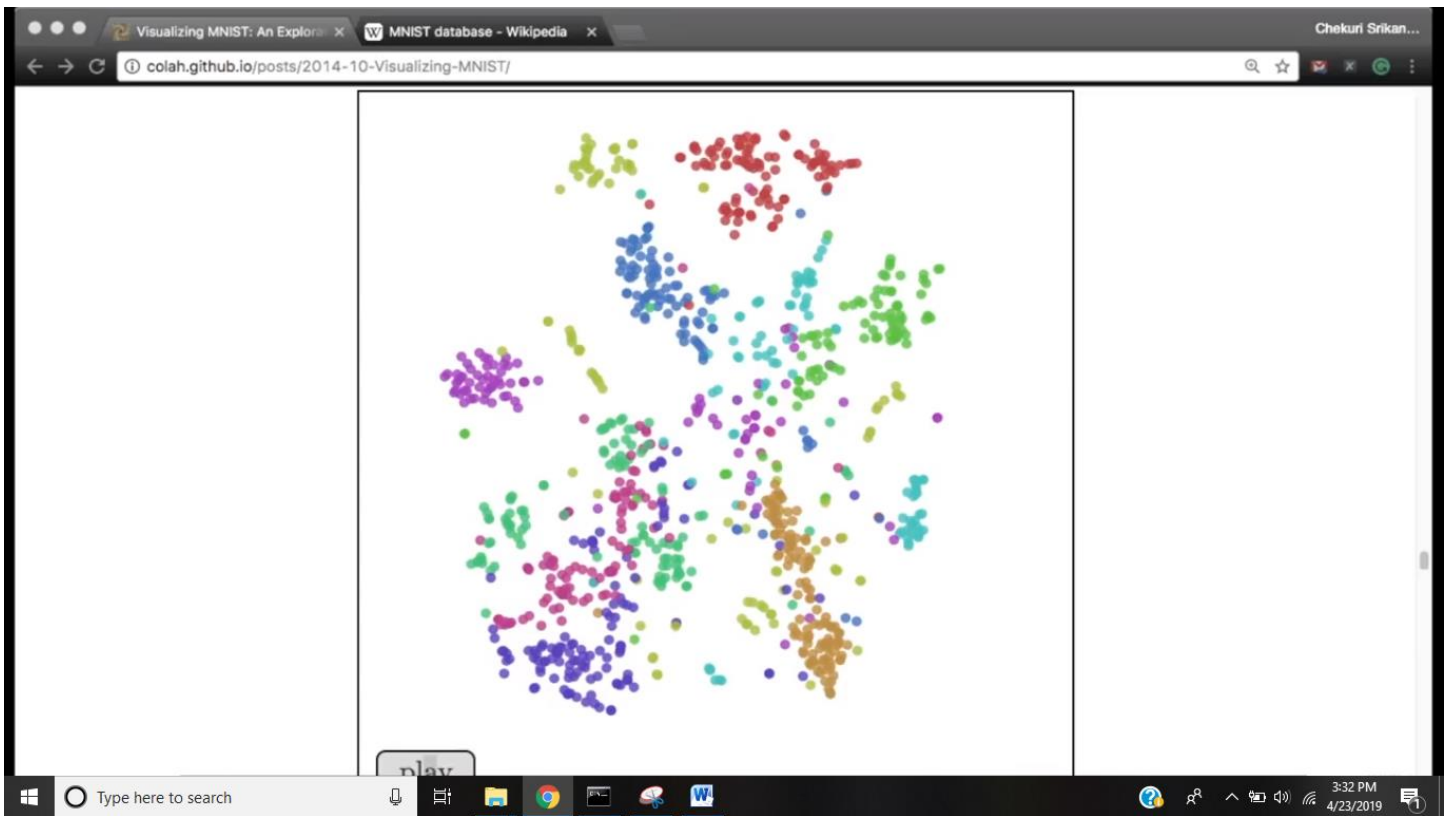 Visualizing MNIST: An Explora
W MNIST database - Wikipedia
Chekuri Srikan...
colah.github.io/posts/2014-10-Visualizing-MNIST/
play
Type here to search
W
3:32 PM
4/23/2019
1